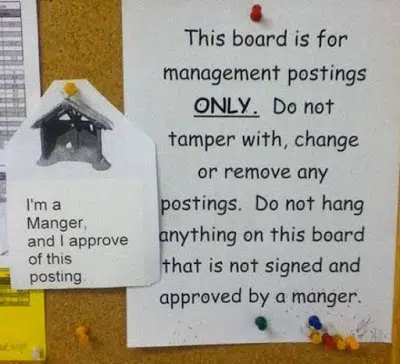 This board is for
management postings
ONLY. Do not
tamper with, change
or remove any
postings. Do not hang
anything on this board
that is not signed and
approved by a manger.
I'm a
Manger,
and I approve
of this
posting